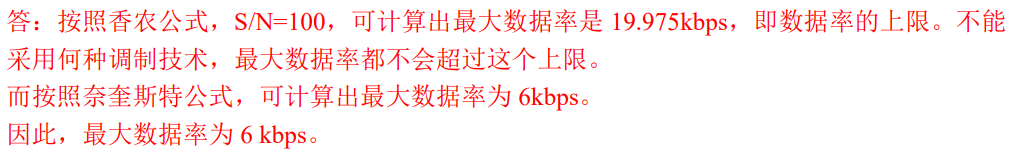 答：按照香农公式，S/N=100，可计算出最大数据率是 19.975kbps，即数据率的上限。不能
采用何种调制技术，最大数据率都不会超过这个上限。
而按照奈奎斯特公式，可计算出最大数据率为 6kbps。
因此，最大数据率为 6 kbps。